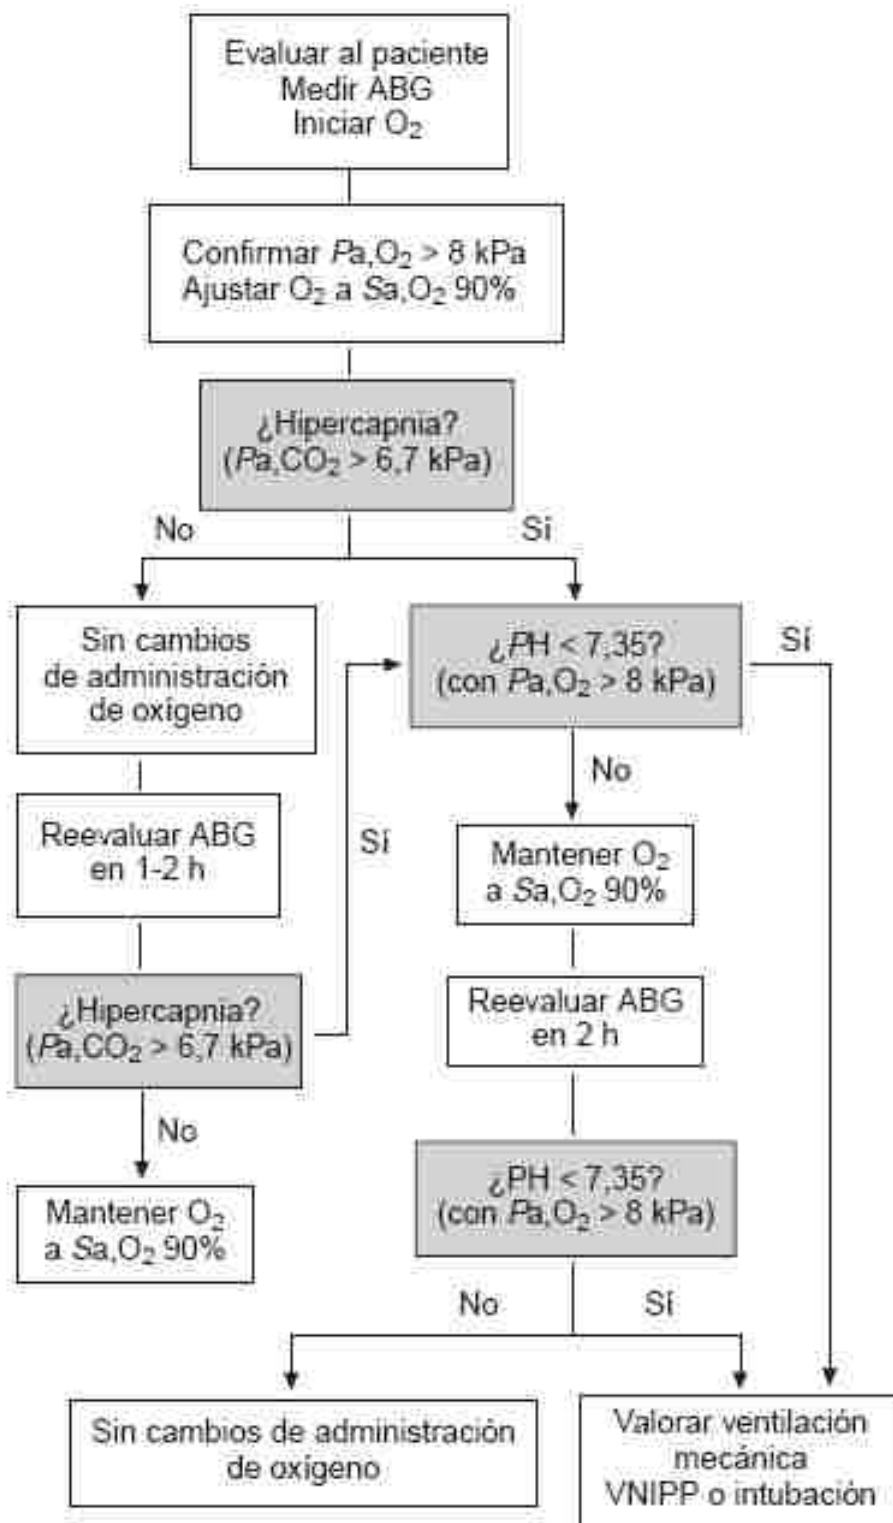 Evaluar al paciente
Medir ABG
Iniciar O₂
Confirmar Pa,O₂ > 8 kPa
Ajustar O₂ a Sa,O₂ 90%
¿Hipercapnia?
(Pa,CO₂ > 6,7 kPa)
No
Sí
Sin cambios
de administración
de oxígeno
¿PH < 7,35?
(con Pa,O₂ > 8 kPa)
Sí
No
Reevaluar ABG
en 1-2 h
Sí
Mantener O₂
a Sa,O₂ 90%
¿Hipercapnia?
(Pa,CO₂ > 6,7 kPa)
Reevaluar ABG
en 2 h
No
Mantener O₂
a Sa,O₂ 90%
¿PH < 7,35?
(con Pa,O₂ > 8 kPa)
No
Sí
Sin cambios de administración
de oxígeno
Valorar ventilación
mecánica
VNIPP o intubación